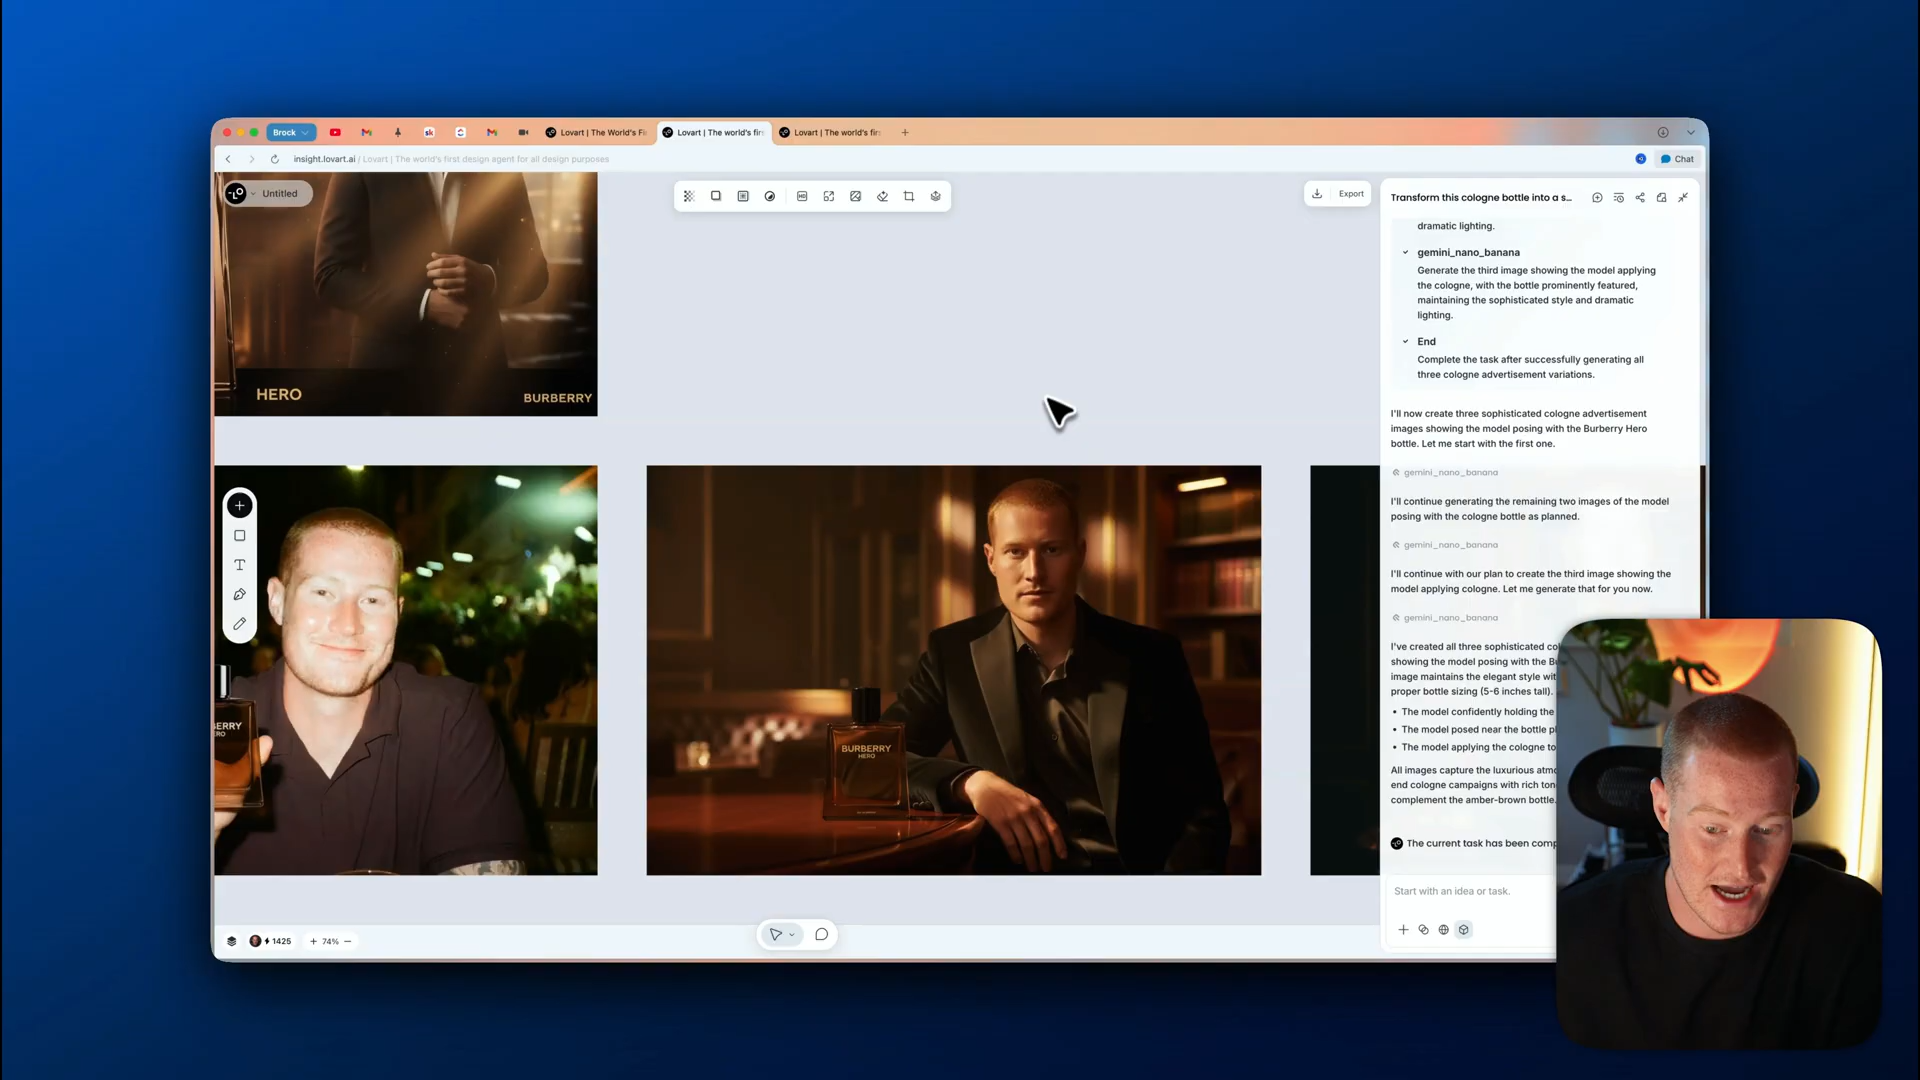 Brock
sk
Lovart | The World's Fi
Lovart | The world's firs
Lovart | The world's firs
insight.lovart.ai / Lovart | The world's first design agent for all design purposes
Chat
Untitled
Export
HERO
BURBERRY
BERRY
RO
BURBERRY
HERO
1425
74%
Transform this cologne bottle into a s...
dramatic lighting.
gemini_nano_banana
Generate the third image showing the model applying
the cologne, with the bottle prominently featured,
maintaining the sophisticated style and dramatic
lighting.
End
Complete the task after successfully generating all
three cologne advertisement variations.
I'll now create three sophisticated cologne advertisement
images showing the model posing with the Burberry Hero
bottle. Let me start with the first one.
gemini_nano_banana
I'll continue generating the remaining two images of the model
posing with the cologne bottle as planned.
gemini_nano_banana
I'll continue with our plan to create the third image showing the
model applying cologne. Let me generate that for you now.
gemini_nano_banana
I've created all three sophisticated col
showing the model posing with the Bu
image maintains the elegant style wit
proper bottle sizing (5-6 inches tall).
• The model confidently holding the
• The model posed near the bottle pl
• The model applying the cologne to
All images capture the luxurious atmo
end cologne campaigns with rich ton
complement the amber-brown bottle.
The current task has been comp
Start with an idea or task.